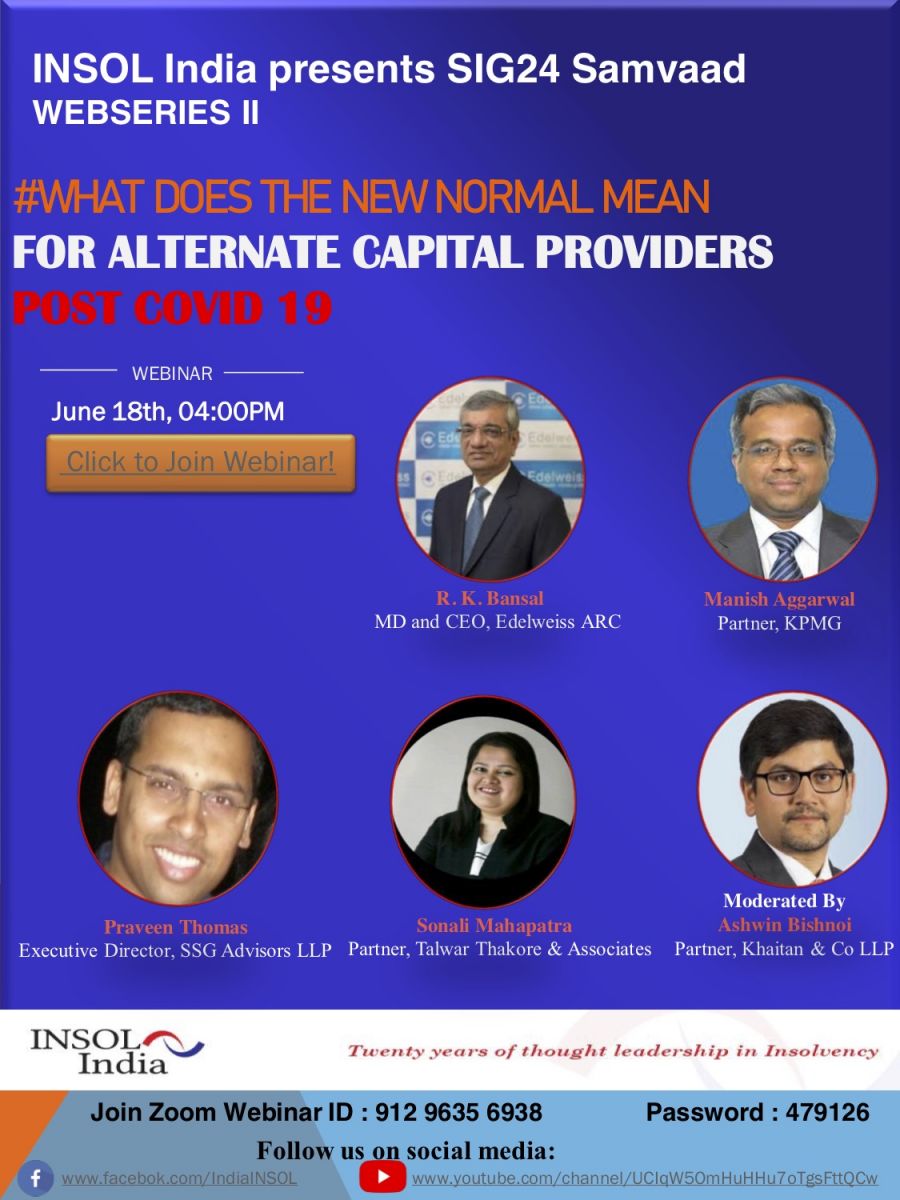 INSOL India presents SIG24 Samvaad
WEBSERIES II
#WHAT DOES THE NEW NORMAL MEAN
FOR ALTERNATE CAPITAL PROVIDERS
POST COVID 19
WEBINAR
June 18th, 04:00PM
Click to Join Webinar!
R. K. Bansal
MD and CEO, Edelweiss ARC
Manish Aggarwal
Partner, KPMG
Praveen Thomas
Executive Director, SSG Advisors LLP
Sonali Mahapatra
Partner, Talwar Thakore & Associates
Moderated By
Ashwin Bishnoi
Partner, Khaitan & Co LLP
INSOL
India
Twenty years of thought leadership in Insolvency
Join Zoom Webinar ID : 912 9635 6938 Password : 479126
Follow us on social media:
www.facebok.com/IndiaINSOL www.youtube.com/channel/UCIqW5OmHuHHu7oTgsFttQCw